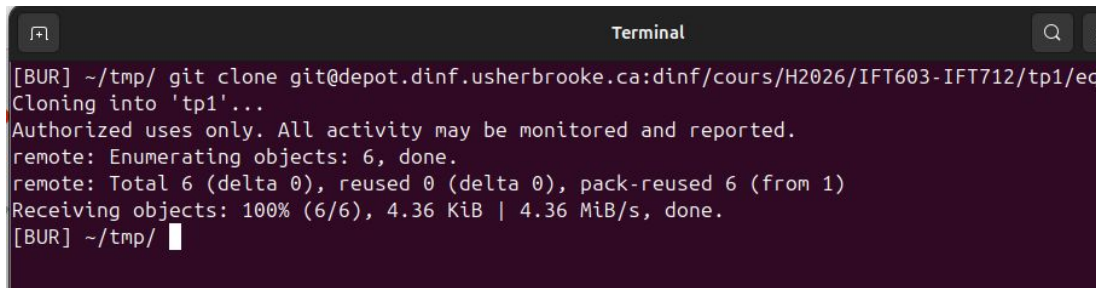 Terminal
[BUR] ~/tmp/ git clone git@depot.dinf.usherbrooke.ca:dinf/cours/H2026/IFT603-IFT712/tp1/
Cloning into 'tp1'...
Authorized uses only. All activity may be monitored and reported.
remote: Enumerating objects: 6, done.
remote: Total 6 (delta 0), reused 0 (delta 0), pack-reused 6 (from 1)
Receiving objects: 100% (6/6), 4.36 KiB | 4.36 MiB/s, done.
[BUR] ~/tmp/